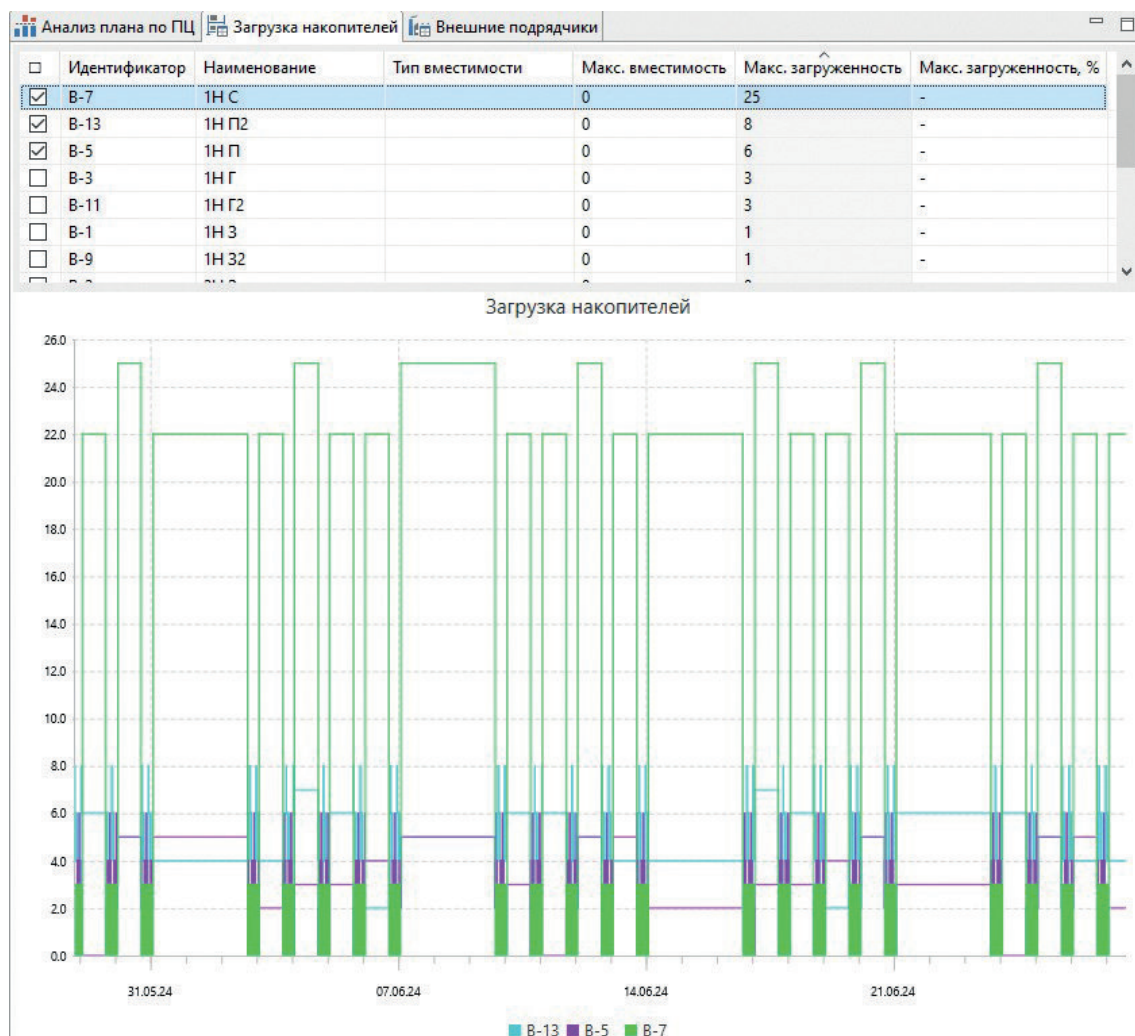 Анализ плана по ПЦ Загрузка накопителей Внешние подрядчики
Идентификатор Наименование Тип вместимости Макс. вместимость Макс. загруженность Макс. загруженность, %
B-7 1Н С 0 25 -
B-13 1Н П2 0 8 -
B-5 1Н П 0 6 -
B-3 1Н Г 0 3 -
B-11 1Н Г2 0 3 -
B-1 1Н З 0 1 -
B-9 1Н З2 0 1 -
Загрузка накопителей
26.0
24.0
22.0
20.0
18.0
16.0
14.0
12.0
10.0
8.0
6.0
4.0
2.0
0.0
31.05.24 07.06.24 14.06.24 21.06.24
B-13 B-5 B-7